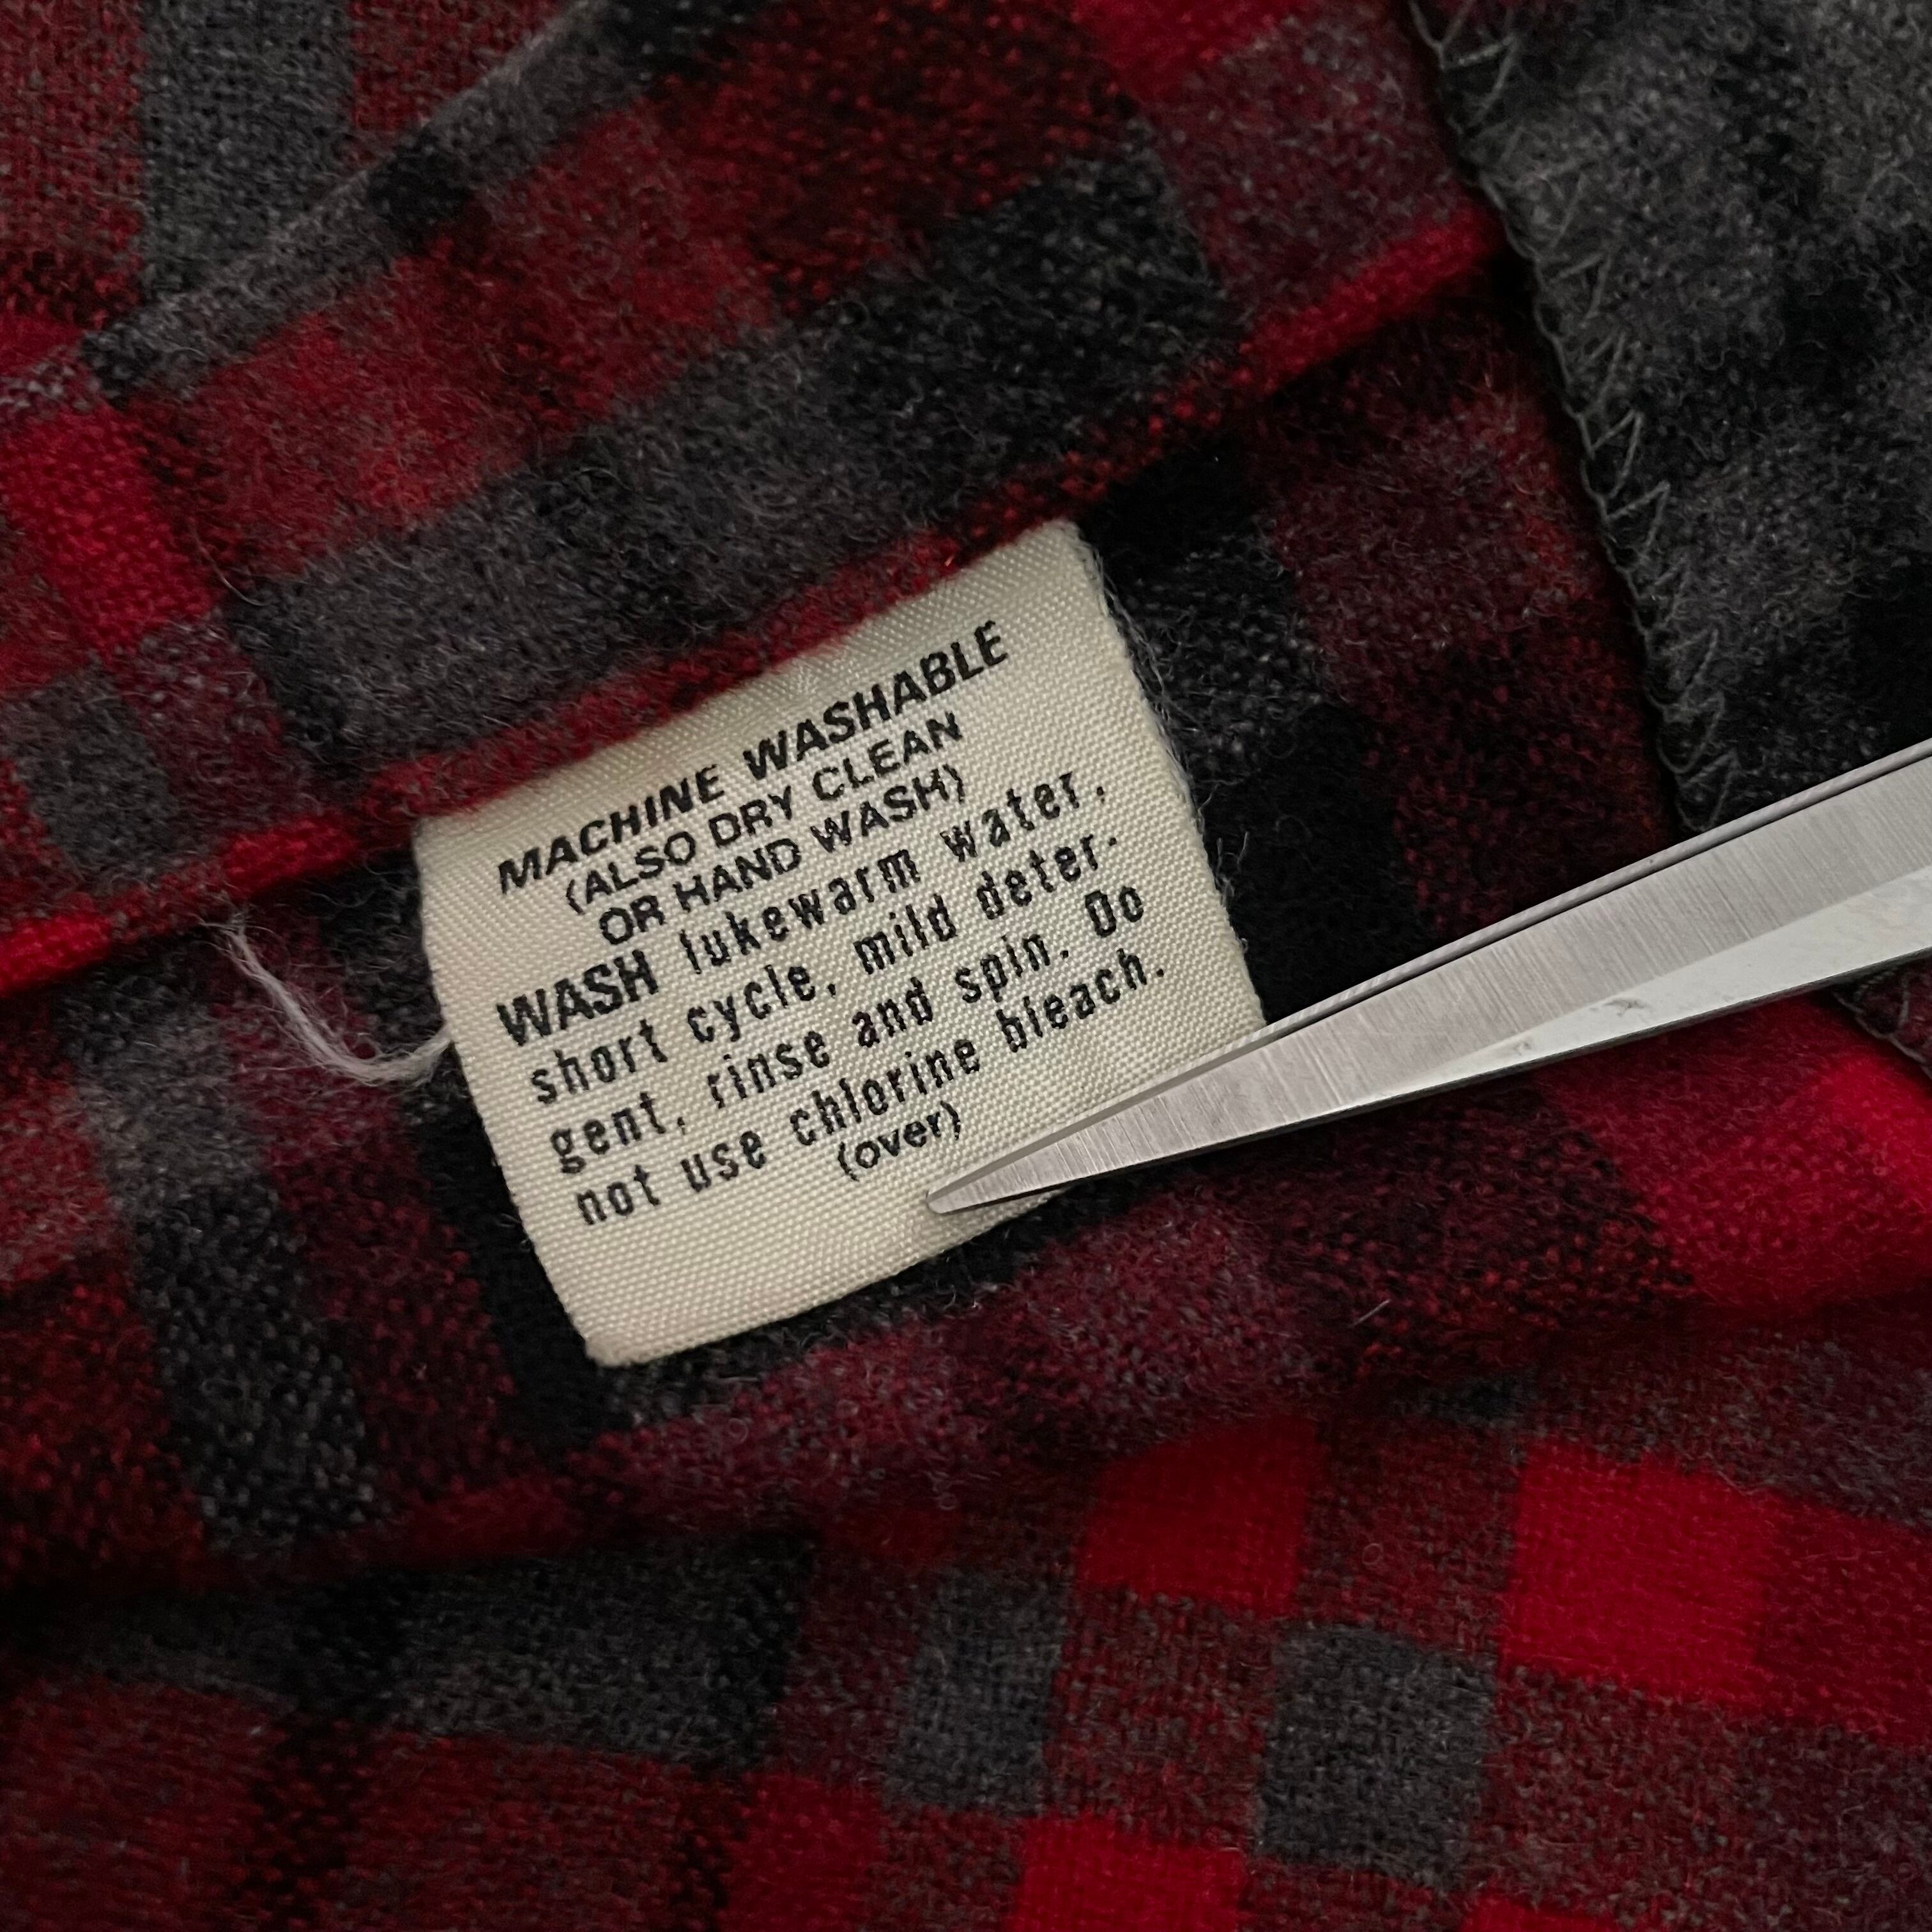 MACHINE WASHABLE
(ALSO DRY CLEAN
OR HAND WASH)
WASH lukewarm water,
short cycle, mild deter-
gent, rinse and spin. Do
not use chlorine bleach.
(over)